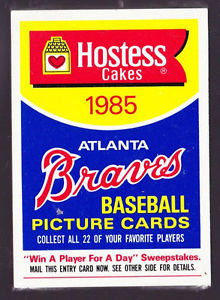 Hostess
Cakes
®
1985
ATLANTA
Braves
BASEBALL
PICTURE CARDS
COLLECT ALL 22 OF YOUR FAVORITE PLAYERS
"Win A Player For A Day" Sweepstakes.
MAIL THIS ENTRY CARD NOW. SEE OTHER SIDE FOR DETAILS.